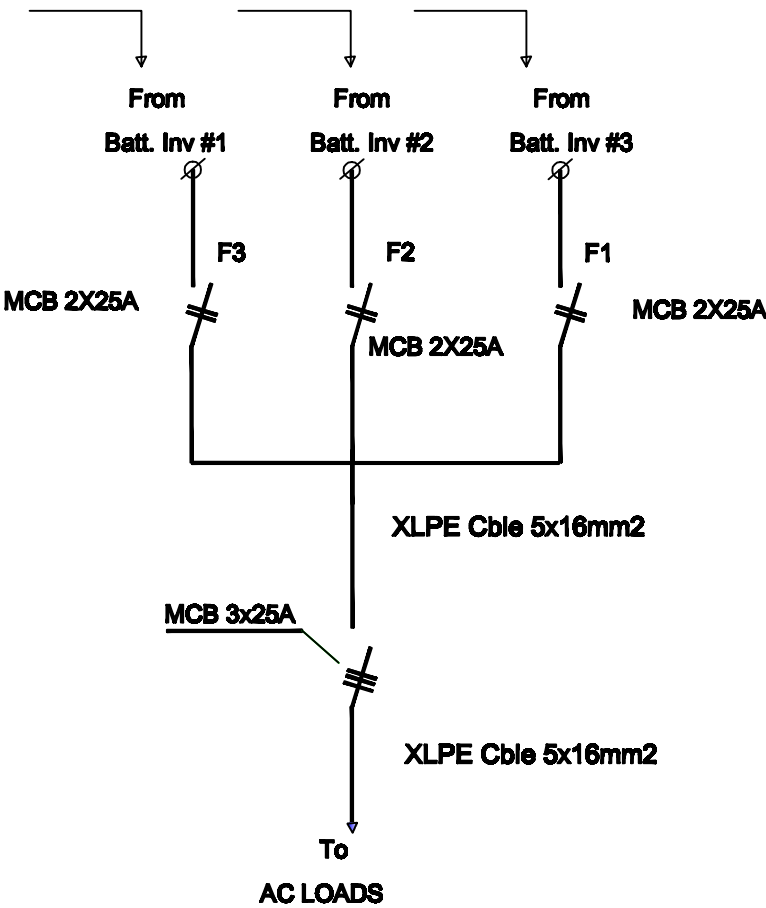 From
Batt. Inv #1
From
Batt. Inv #2
From
Batt. Inv #3
F3
F2
F1
MCB 2X25A
MCB 2X25A
MCB 2X25A
XLPE Cble 5x16mm2
MCB 3x25A
XLPE Cble 5x16mm2
To
AC LOADS